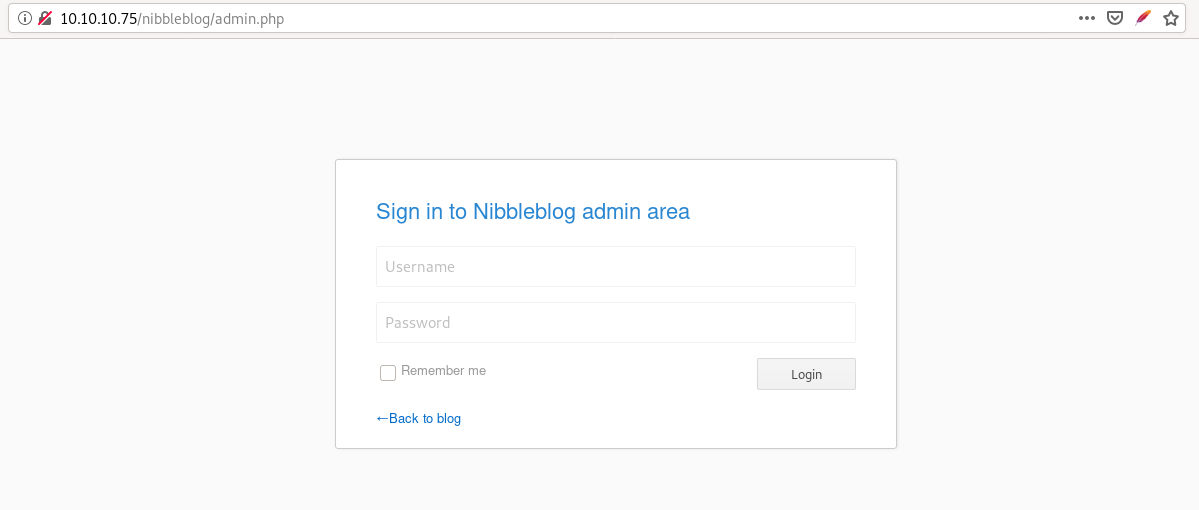 10.10.10.75/nibbleblog/admin.php
Sign in to Nibbleblog admin area
Username
Password
Remember me
Login
←Back to blog